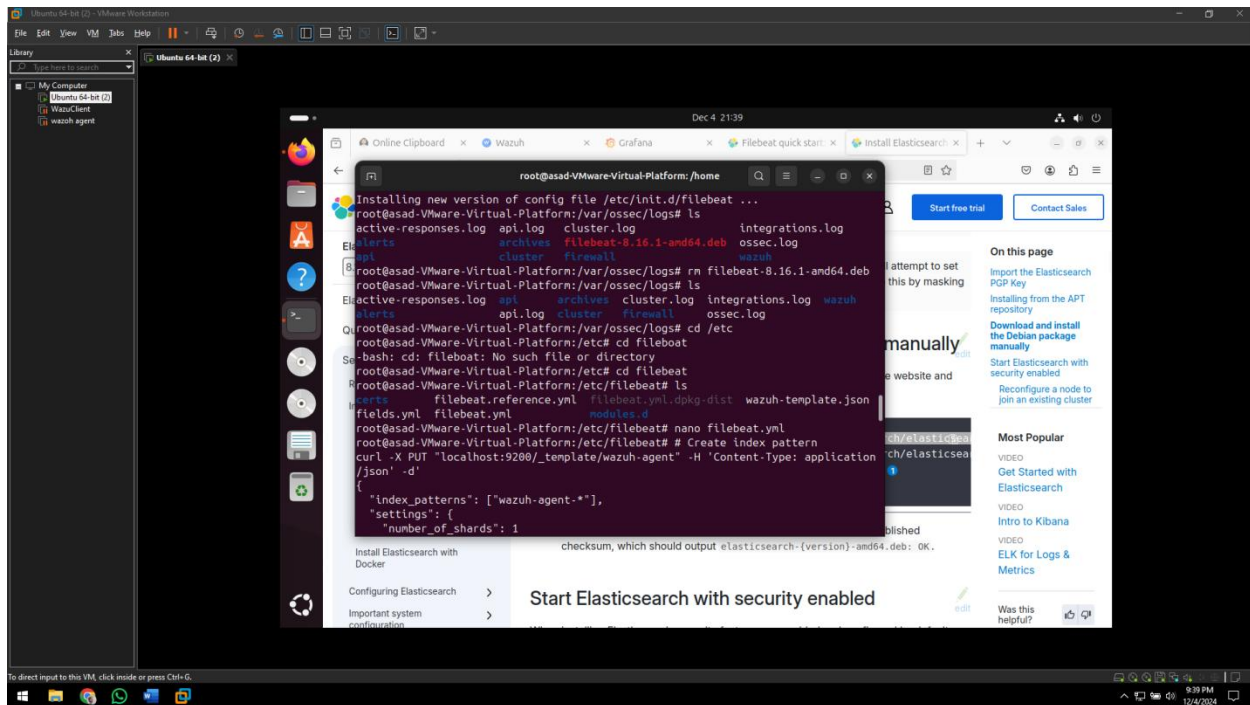 Ubuntu 64-bit (2) - VMware Workstation
File Edit View VM Tabs Help
Library
Type here to search
My Computer
Ubuntu 64-bit (2)
WazuClient
wazoh agent
Ubuntu 64-bit (2)
Dec 4 21:39
Online Clipboard
Wazuh
Grafana
Filebeat quick start:
Install Elasticsearch
Start free trial
Contact Sales
root@asad-VMware-Virtual-Platform: /home
Installing new version of config file /etc/init.d/filebeat ...
root@asad-VMware-Virtual-Platform:/var/ossec/logs# ls
active-responses.log api.log cluster.log integrations.log
alerts archives filebeat-8.16.1-amd64.deb ossec.log
api cluster firewall wazuh
root@asad-VMware-Virtual-Platform:/var/ossec/logs# rm filebeat-8.16.1-amd64.deb
root@asad-VMware-Virtual-Platform:/var/ossec/logs# ls
active-responses.log api archives cluster.log integrations.log wazuh
alerts api.log cluster firewall ossec.log
root@asad-VMware-Virtual-Platform:/var/ossec/logs# cd /etc
root@asad-VMware-Virtual-Platform:/etc# cd fileboat
-bash: cd: fileboat: No such file or directory
root@asad-VMware-Virtual-Platform:/etc# cd filebeat
root@asad-VMware-Virtual-Platform:/etc/filebeat# ls
certs filebeat.reference.yml filebeat.yml.dpkg-dist wazuh-template.json
fields.yml filebeat.yml modules.d
root@asad-VMware-Virtual-Platform:/etc/filebeat# nano filebeat.yml
root@asad-VMware-Virtual-Platform:/etc/filebeat# # Create index pattern
curl -X PUT "localhost:9200/_template/wazuh-agent" -H 'Content-Type: application
/json' -d'
{
"index_patterns": ["wazuh-agent-*"],
"settings": {
"number_of_shards": 1
l attempt to set
this by masking
manually
edit
e website and
ch/elasticsea
ch/elasticsea
1
blished
checksum, which should output elasticsearch-{version}-amd64.deb: OK.
Start Elasticsearch with security enabled
edit
Install Elasticsearch with
Docker
Configuring Elasticsearch
Important system
configuration
On this page
Import the Elasticsearch
PGP Key
Installing from the APT
repository
Download and install
the Debian package
manually
Start Elasticsearch with
security enabled
Reconfigure a node to
join an existing cluster
Most Popular
VIDEO
Get Started with
Elasticsearch
VIDEO
Intro to Kibana
VIDEO
ELK for Logs &
Metrics
Was this
helpful?
To direct input to this VM, click inside or press Ctrl+G.
9:39 PM
12/4/2024